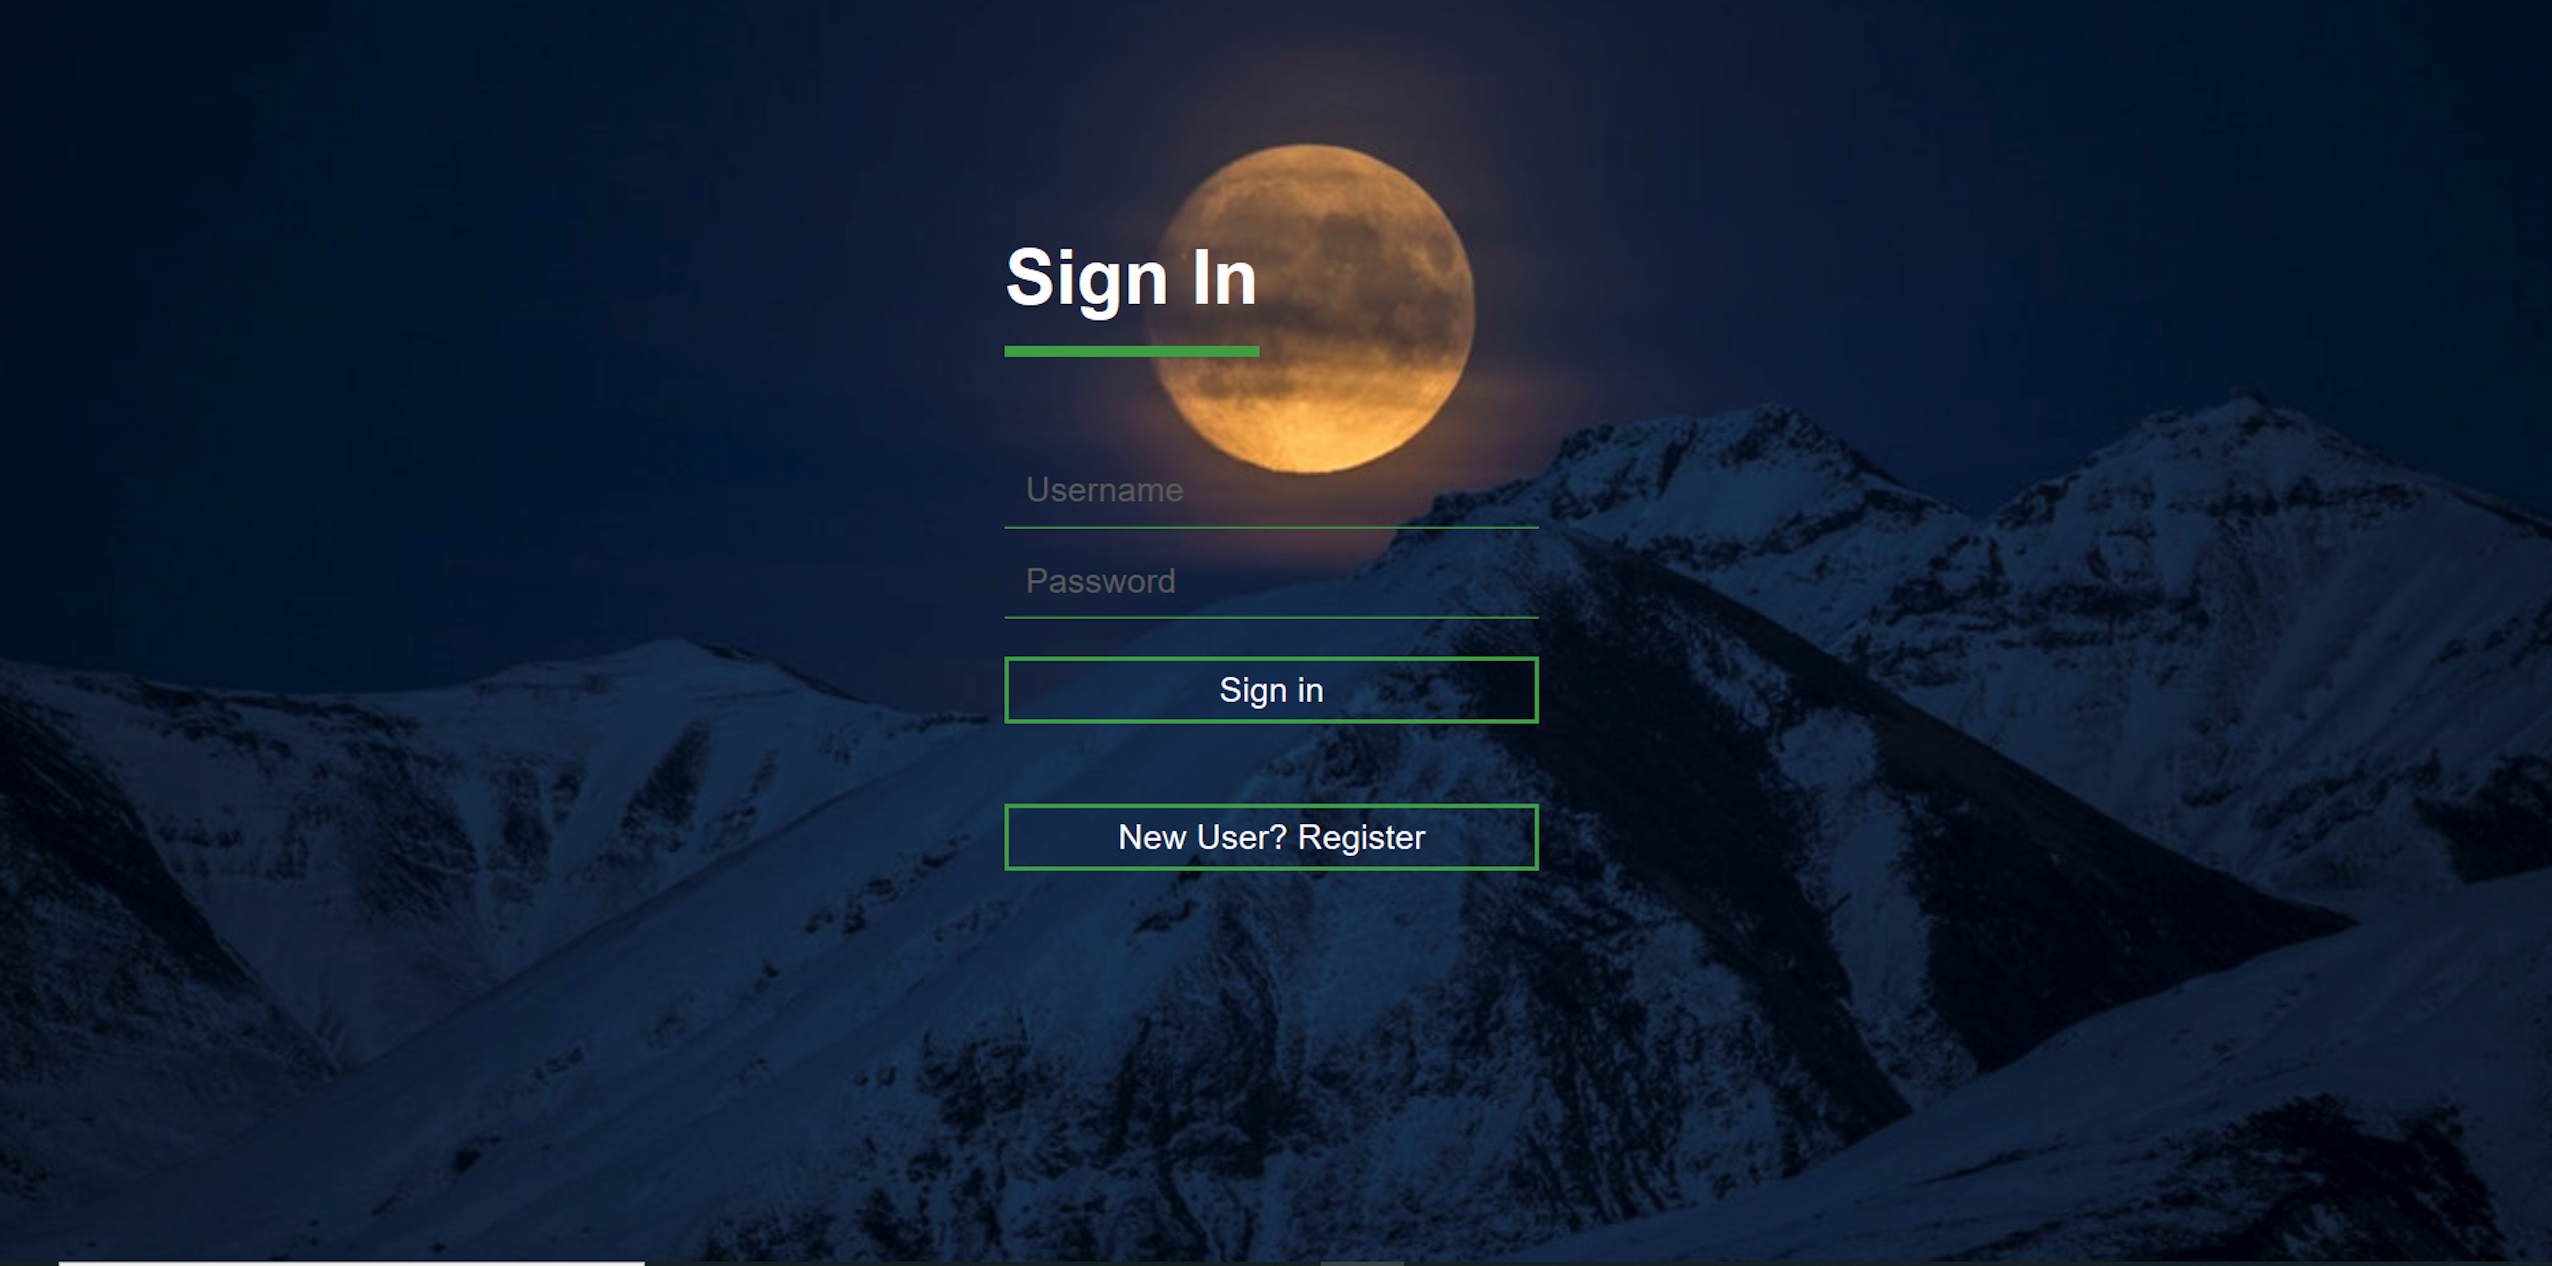 Sign In
Username
Password
Sign in
New User? Register